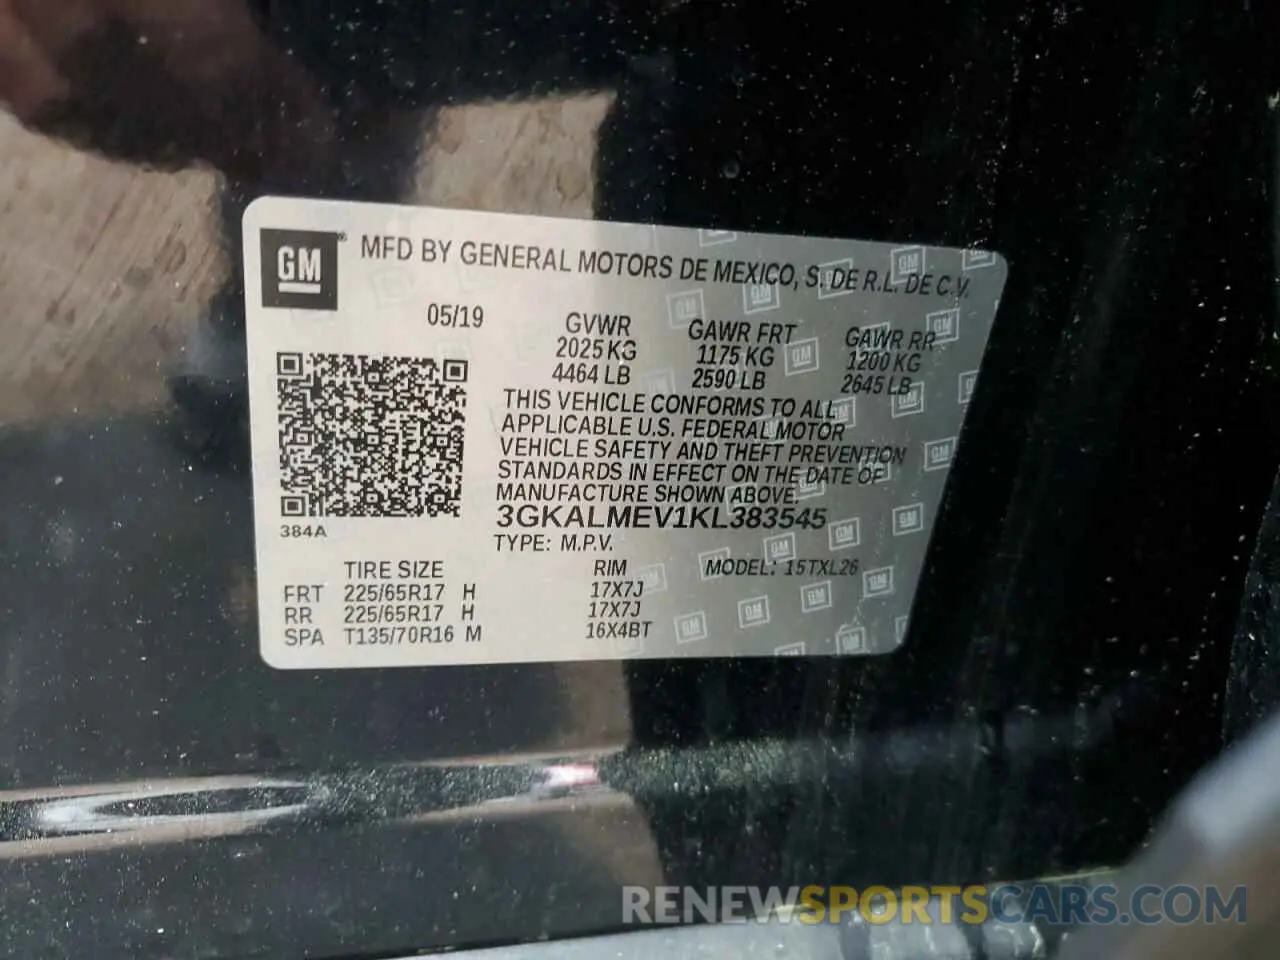 GM ® MFD BY GENERAL MOTORS DE MEXICO, S. DE R.L. DE C.V.
05/19
GVWR GAWR FRT GAWR RR
2025 KG 1175 KG 1200 KG
4464 LB 2590 LB 2645 LB
THIS VEHICLE CONFORMS TO ALL
APPLICABLE U.S. FEDERAL MOTOR
VEHICLE SAFETY AND THEFT PREVENTION
STANDARDS IN EFFECT ON THE DATE OF
MANUFACTURE SHOWN ABOVE.
3GKALMEV1KL383545
384A
TYPE: M.P.V.
TIRE SIZE RIM MODEL: 15TXL26
FRT 225/65R17 H 17X7J
RR 225/65R17 H 17X7J
SPA T135/70R16 M 16X4BT
RENEWSPORTSCARS.COM